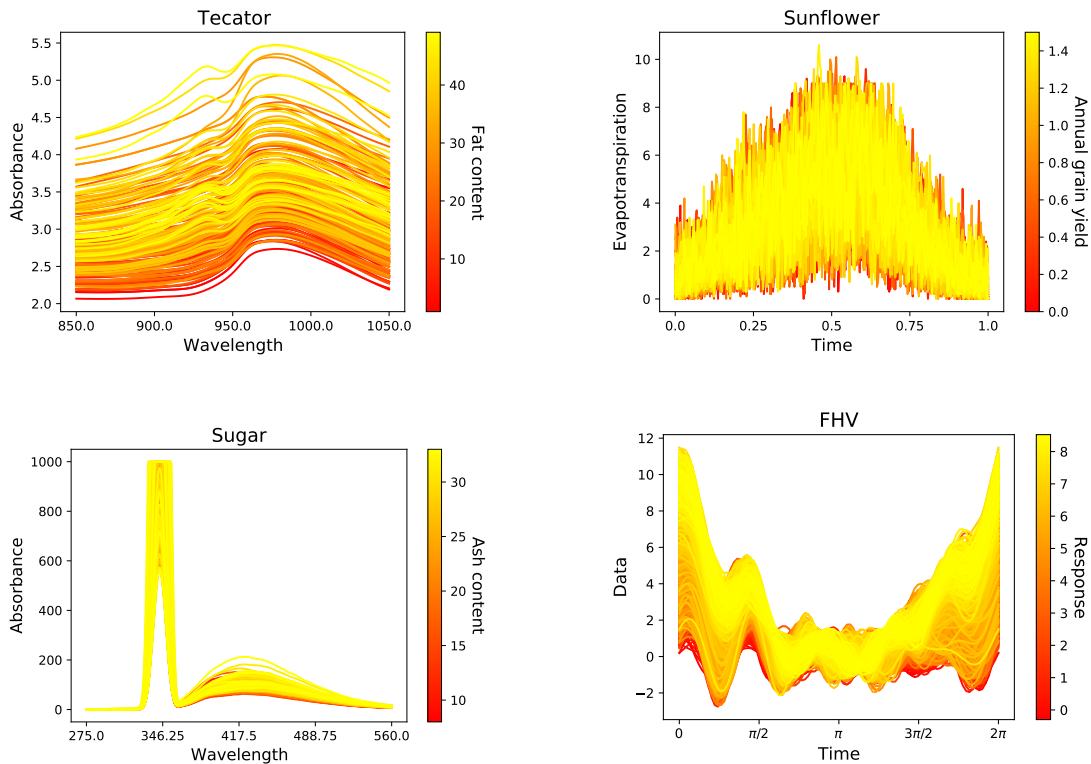 Tecator
5.5
5.0
4.5
4.0
3.5
3.0
2.5
2.0
Absorbance
850.0 900.0 950.0 1000.0 1050.0
Wavelength
40
30
20
10
Fat content
Sunflower
10
8
6
4
2
0
Evapotranspiration
0.0 0.25 0.5 0.75 1.0
Time
1.4
1.2
1.0
0.8
0.6
0.4
0.2
0.0
Annual grain yield
Sugar
1000
800
600
400
200
0
Absorbance
275.0 346.25 417.5 488.75 560.0
Wavelength
30
25
20
15
10
Ash content
FHV
12
10
8
6
4
2
0
−2
Data
0 π/2 π 3π/2 2π
Time
8
7
6
5
4
3
2
1
0
Response